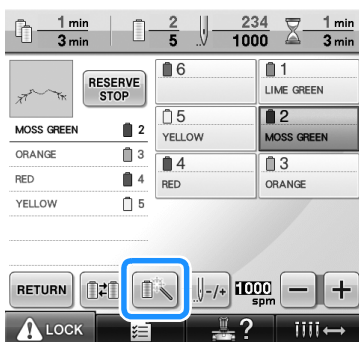 1 min
3 min
2
5
234
1000
1 min
3 min
RESERVE
STOP
MOSS GREEN 2
ORANGE 3
RED 4
YELLOW 5
6
1
LIME GREEN
5
YELLOW
2
MOSS GREEN
4
RED
3
ORANGE
RETURN
-/+
1000
spm
−
+
LOCK
?